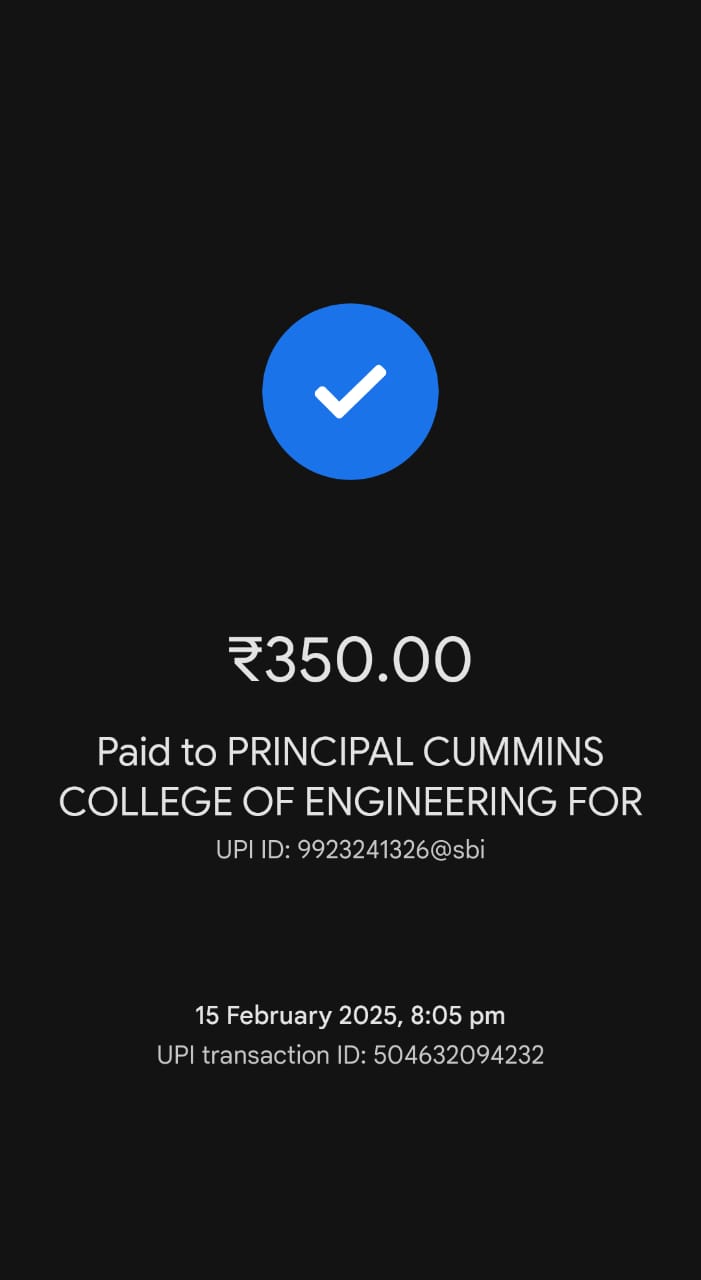 ₹350.00
Paid to PRINCIPAL CUMMINS
COLLEGE OF ENGINEERING FOR
UPI ID: 9923241326@sbi
15 February 2025, 8:05 pm
UPI transaction ID: 504632094232